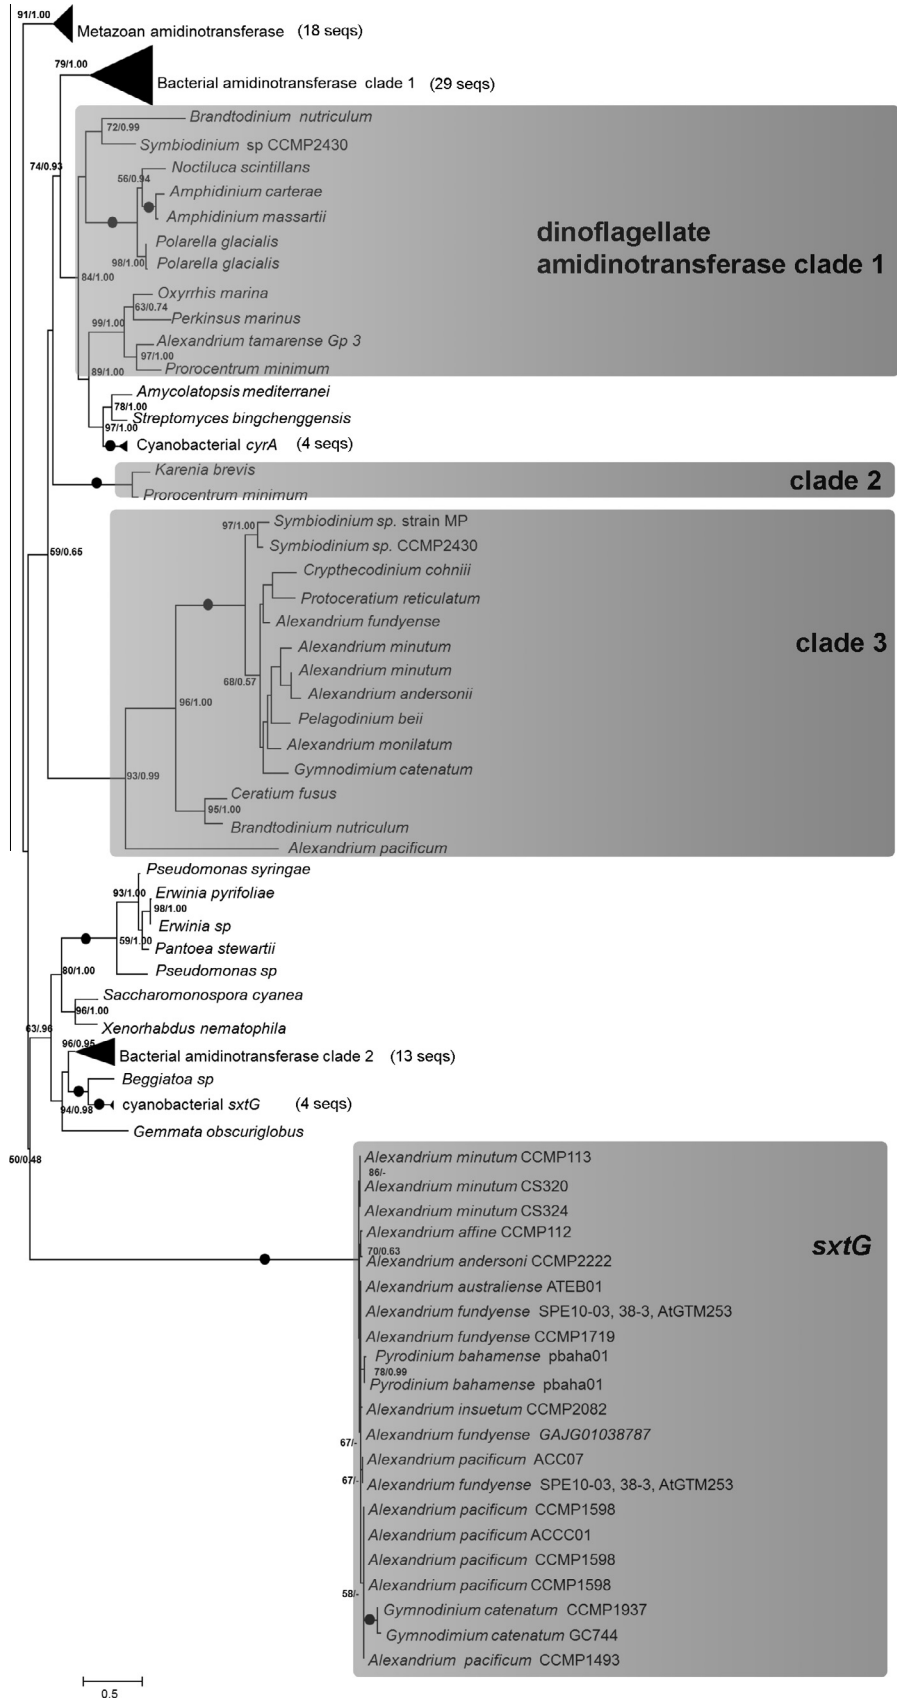 91/1.00
Metazoan amidinotransferase (18 seqs)
79/1.00
Bacterial amidinotransferase clade 1 (29 seqs)
Brandtodinium nutriculum
72/0.99
Symbiodinium sp CCMP2430
74/0.93
Noctiluca scintillans
56/0.94
Amphidinium carterae
Amphidinium massartii
dinoflagellate
amidinotransferase clade 1
Polarella glacialis
98/1.00
Polarella glacialis
84/1.00
Oxyrrhis marina
63/0.74
Perkinsus marinus
99/1.00
Alexandrium tamarense Gp 3
97/1.00
Prorocentrum minimum
89/1.00
Amycolatopsis mediterranei
78/1.00
Streptomyces bingchenggensis
97/1.00
Cyanobacterial cyrA (4 seqs)
Karenia brevis
clade 2
Prorocentrum minimum
Symbiodinium sp. strain MP
97/1.00
Symbiodinium sp. CCMP2430
69/0.65
Crypthecodinium cohnii
Protoceratium reticulatum
Alexandrium fundyense
clade 3
Alexandrium minutum
Alexandrium minutum
68/0.57
Alexandrium andersonii
96/1.00
Pelagodinium beii
Alexandrium monilatum
Gymnodimium catenatum
93/0.99
Ceratium fusus
95/1.00
Brandtodinium nutriculum
Alexandrium pacificum
Pseudomonas syringae
93/1.00
Erwinia pyrifoliae
98/1.00
Erwinia sp
59/1.00
Pantoea stewartii
80/1.00
Pseudomonas sp
Saccharomonospora cyanea
96/1.00
Xenorhabdus nematophila
63/.96
96/0.95
Bacterial amidinotransferase clade 2 (13 seqs)
Beggiatoa sp
cyanobacterial sxtG (4 seqs)
94/0.98
Gemmata obscuriglobus
50/0.48
Alexandrium minutum CCMP113
86/-
Alexandrium minutum CS320
Alexandrium minutum CS324
Alexandrium affine CCMP112
sxtG
70/0.63
Alexandrium andersoni CCMP2222
Alexandrium australiense ATEB01
Alexandrium fundyense SPE10-03, 38-3, AtGTM253
Alexandrium fundyense CCMP1719
Pyrodinium bahamense pbaha01
78/0.99
Pyrodinium bahamense pbaha01
Alexandrium insuetum CCMP2082
Alexandrium fundyense GAJG01038787
67/-
Alexandrium pacificum ACC07
67/-
Alexandrium fundyense SPE10-03, 38-3, AtGTM253
Alexandrium pacificum CCMP1598
Alexandrium pacificum ACCC01
Alexandrium pacificum CCMP1598
Alexandrium pacificum CCMP1598
58/-
Gymnodinium catenatum CCMP1937
Gymnodimium catenatum GC744
Alexandrium pacificum CCMP1493
0.5